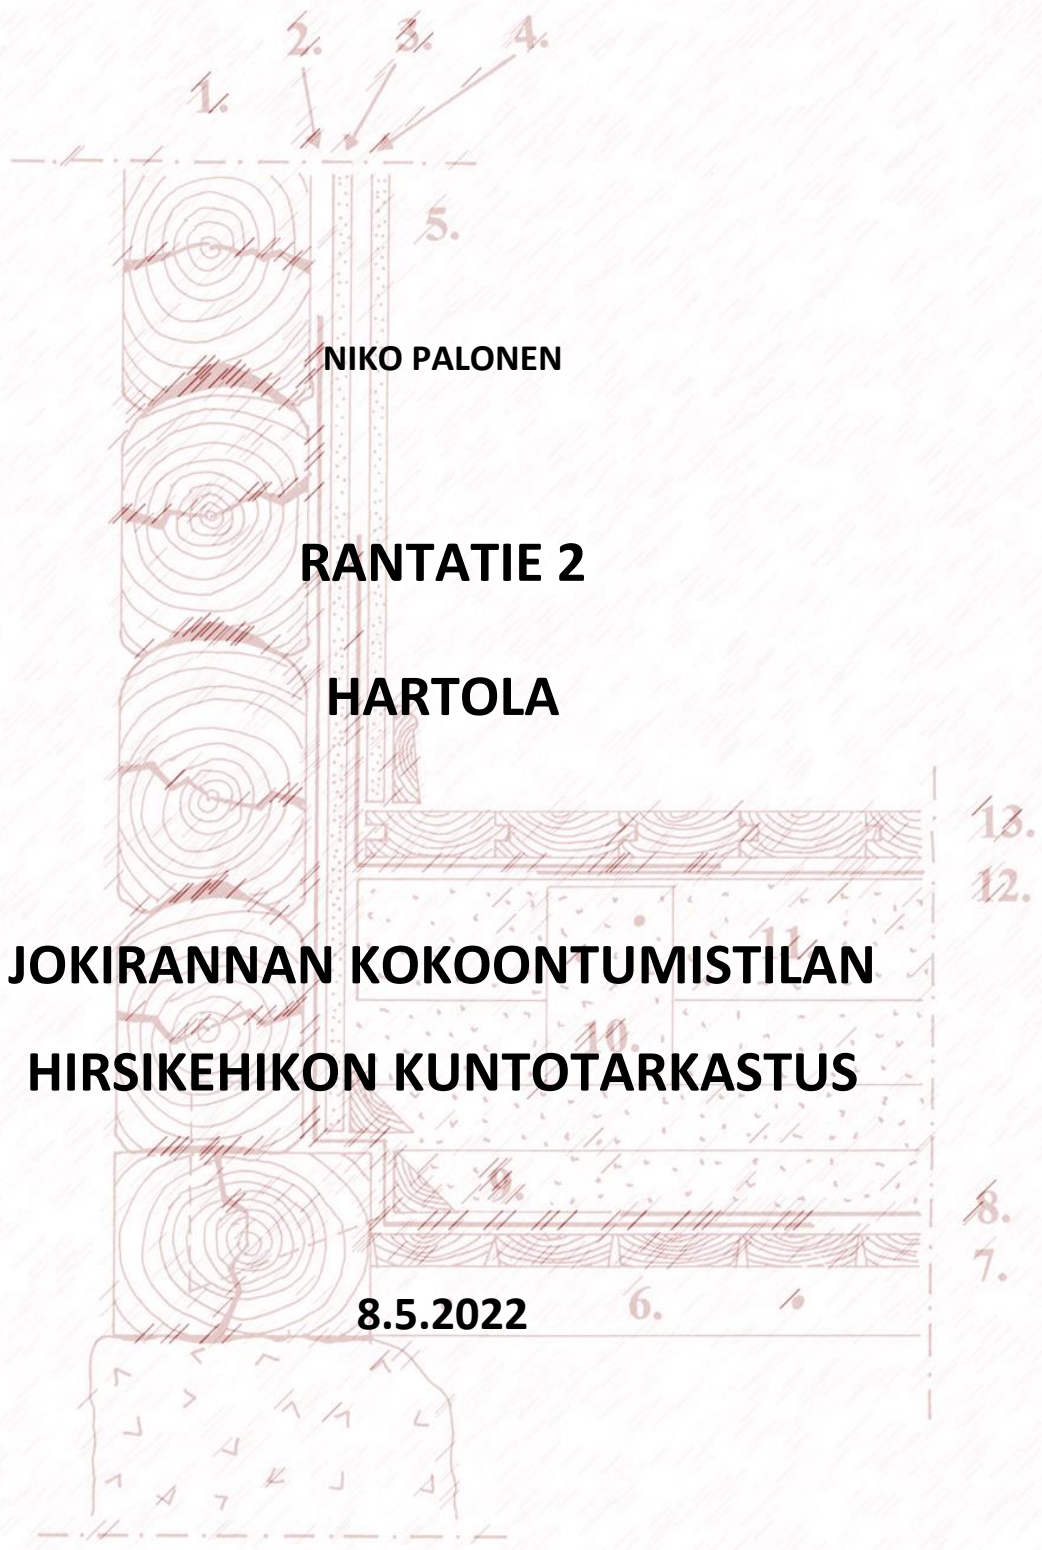 2. 3. 4.
1.
5.
NIKO PALONEN
RANTATIE 2
HARTOLA
13.
12.
JOKIRANNAN KOKOONTUMISTILAN
11.
10.
HIRSIKEHIKON KUNTOTARKASTUS
9.
8.
7.
8.5.2022
6.